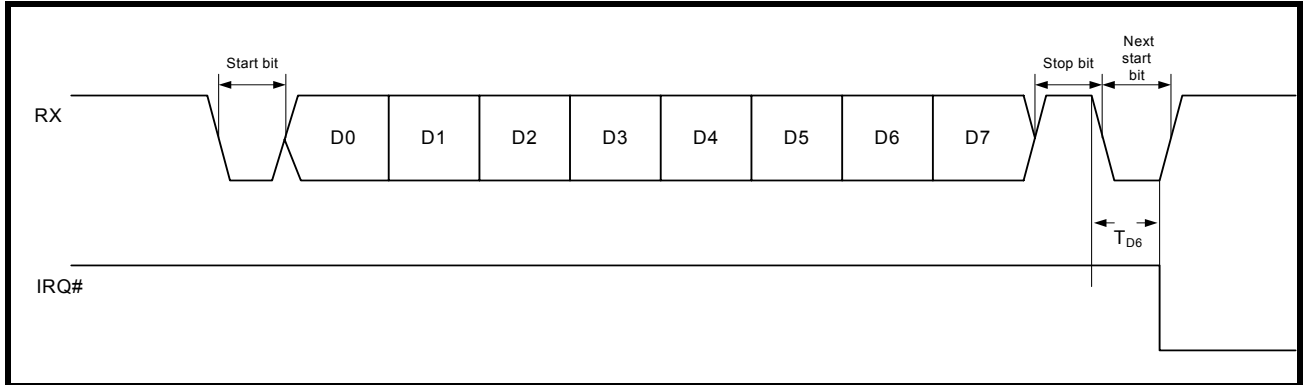 Start bit
Stop bit
Next
start
bit
RX
D0 D1 D2 D3 D4 D5 D6 D7
TD6
IRQ#